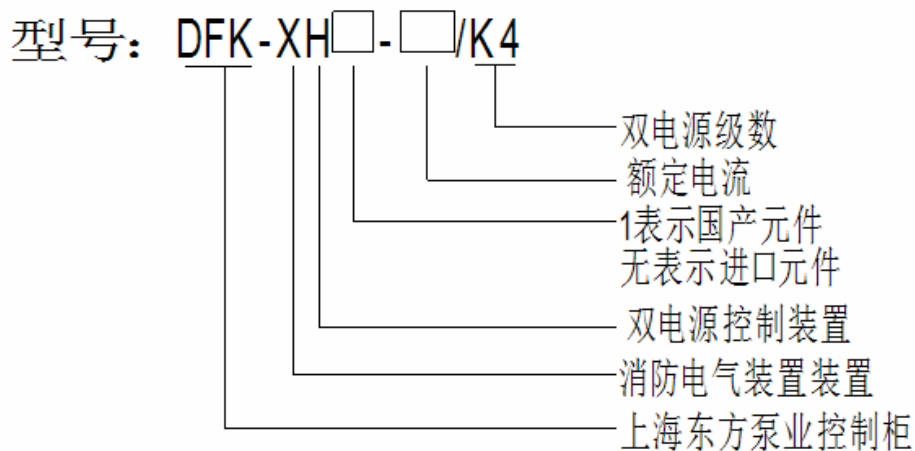 型号：DFK-XH□-□/K4
双电源级数
额定电流
1表示国产元件
无表示进口元件
双电源控制装置
消防电气装置装置
上海东方泵业控制柜